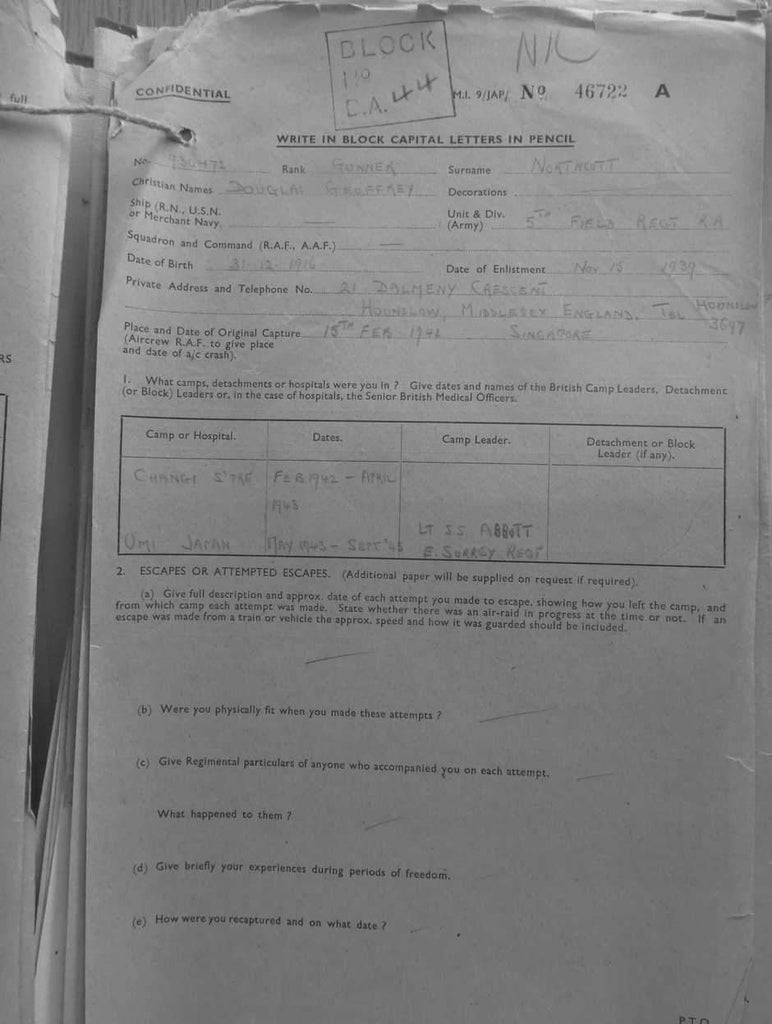 full
RS
BLOCK
C.A. 44
CONFIDENTIAL
M.I. 9/JAP/ No. 46722 A
WRITE IN BLOCK CAPITAL LETTERS IN PENCIL
No. Rank GUNNER Surname NORTHCOTT
Christian Names DOUGLAS GEOFFREY Decorations —
Ship (R.N., U.S.N. or Merchant Navy. — Unit & Div. (Army) 5TH FIELD REGT RA
Squadron and Command (R.A.F., A.A.F.) —
Date of Birth 31-12-1916 Date of Enlistment NOV 15 1939
Private Address and Telephone No. 21 DALMENY CRESCENT
HOUNSLOW, MIDDLESEX ENGLAND. TEL HOUNSLOW
3697
Place and Date of Original Capture 15TH FEB 1942 SINGAPORE
(Aircrew R.A.F. to give place
and date of a/c crash).
1. What camps, detachments or hospitals were you in ? Give dates and names of the British Camp Leaders, Detachment
(or Block) Leaders or, in the case of hospitals, the Senior British Medical Officers.
Camp or Hospital. Dates. Camp Leader. Detachment or Block
Leader (if any).
CHANGI S'PRE FEB 1942 - APRIL
1943
UMI JAPAN MAY 1943 - SEPT '45 LT S.S. ABBOTT
E. SURREY REGT
2. ESCAPES OR ATTEMPTED ESCAPES. (Additional paper will be supplied on request if required).
(a) Give full description and approx. date of each attempt you made to escape, showing how you left the camp, and
from which camp each attempt was made. State whether there was an air-raid in progress at the time or not. If an
escape was made from a train or vehicle the approx. speed and how it was guarded should be included.
—
(b) Were you physically fit when you made these attempts ? —
(c) Give Regimental particulars of anyone who accompanied you on each attempt. —
What happened to them ? —
(d) Give briefly your experiences during periods of freedom.
(e) How were you recaptured and on what date ? —
PTO